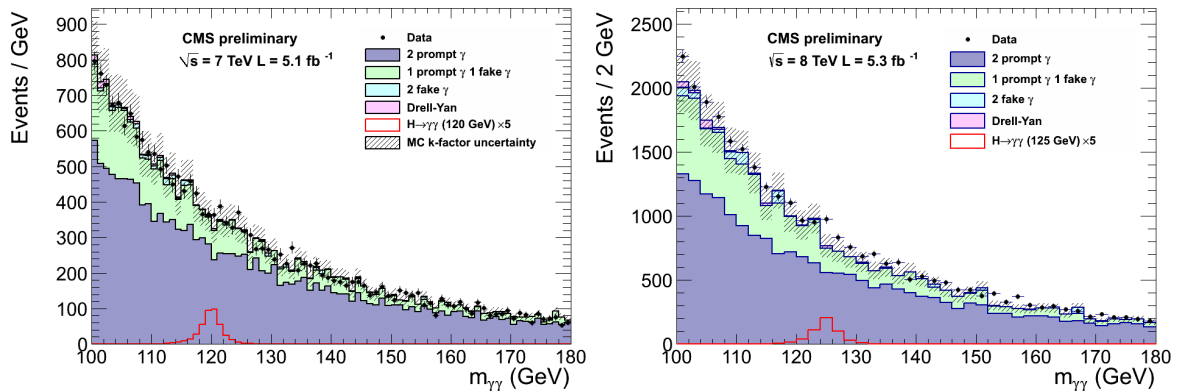 Events / GeV
900
800
700
600
500
400
300
200
100
0
CMS preliminary
√s = 7 TeV L = 5.1 fb -1
Data
2 prompt γ
1 prompt γ 1 fake γ
2 fake γ
Drell-Yan
H→γγ (120 GeV) ×5
MC k-factor uncertainty
100 110 120 130 140 150 160 170 180
mγγ (GeV)
Events / 2 GeV
2500
2000
1500
1000
500
0
CMS preliminary
√s = 8 TeV L = 5.3 fb -1
Data
2 prompt γ
1 prompt γ 1 fake γ
2 fake γ
Drell-Yan
H→γγ (125 GeV) ×5
100 110 120 130 140 150 160 170 180
mγγ (GeV)